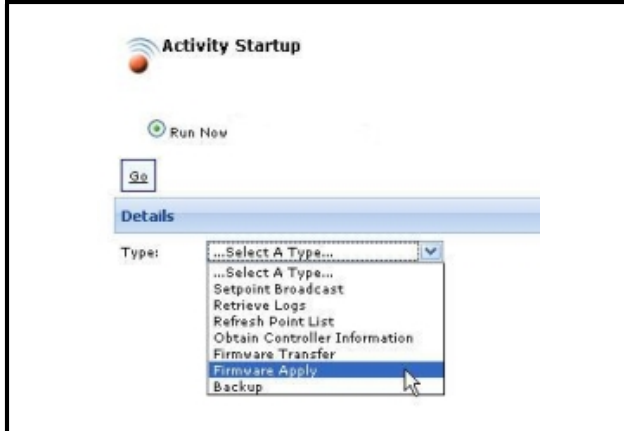 Activity Startup
Run Now
Go
Details
Type: ...Select A Type...
...Select A Type...
Setpoint Broadcast
Retrieve Logs
Refresh Point List
Obtain Controller Information
Firmware Transfer
Firmware Apply
Backup